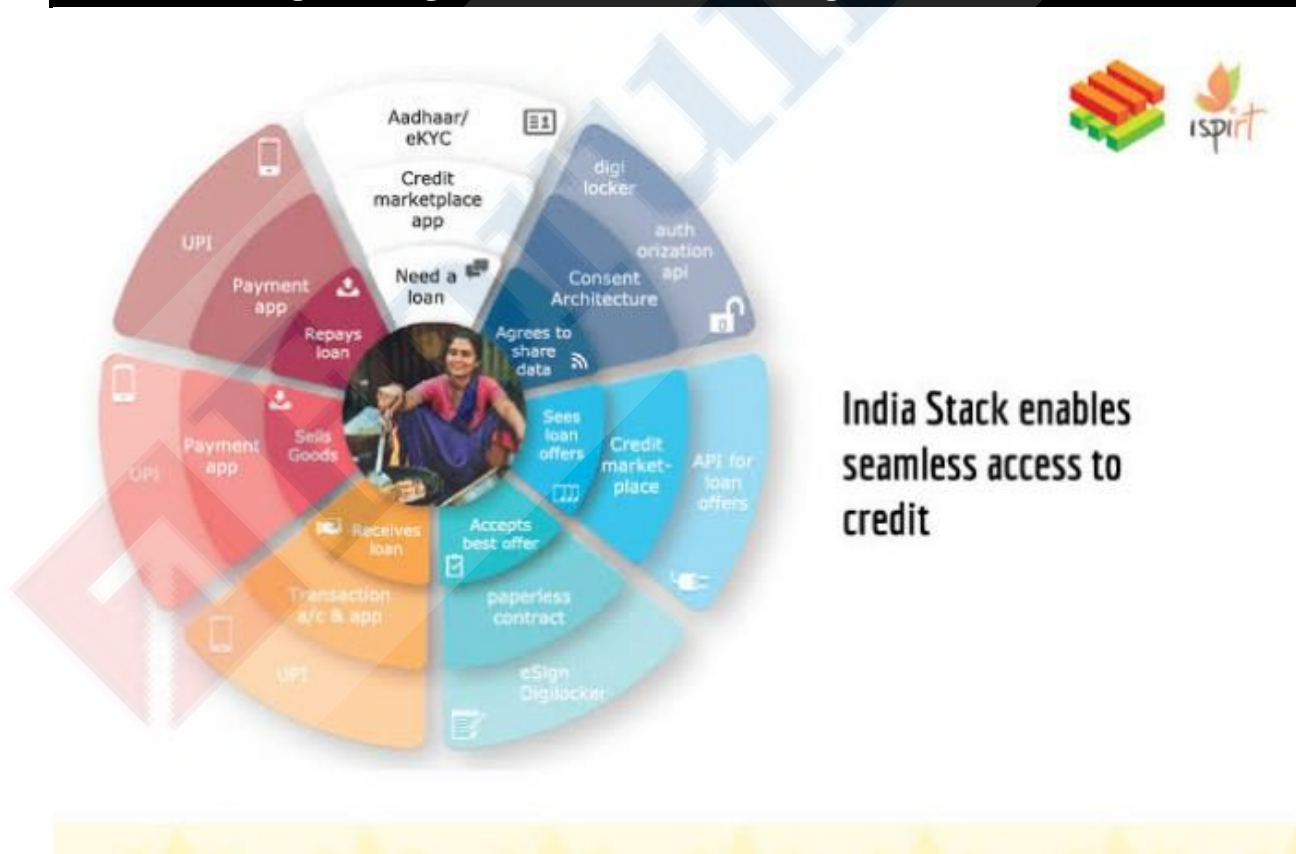 Aadhaar/
eKYC
Credit
marketplace
app
Need a
loan
digi
locker
auth
orization
api
Consent
Architecture
Agrees to
share
data
API for
loan
offers
Credit
market-
place
Sees
loan
offers
Accepts
best offer
paperless
contract
eSign
Digilocker
Receives
loan
Transaction
a/c & app
UPI
Sells
Goods
Payment
app
UPI
Repays
loan
Payment
app
UPI
ISPIRT
India Stack enables
seamless access to
credit